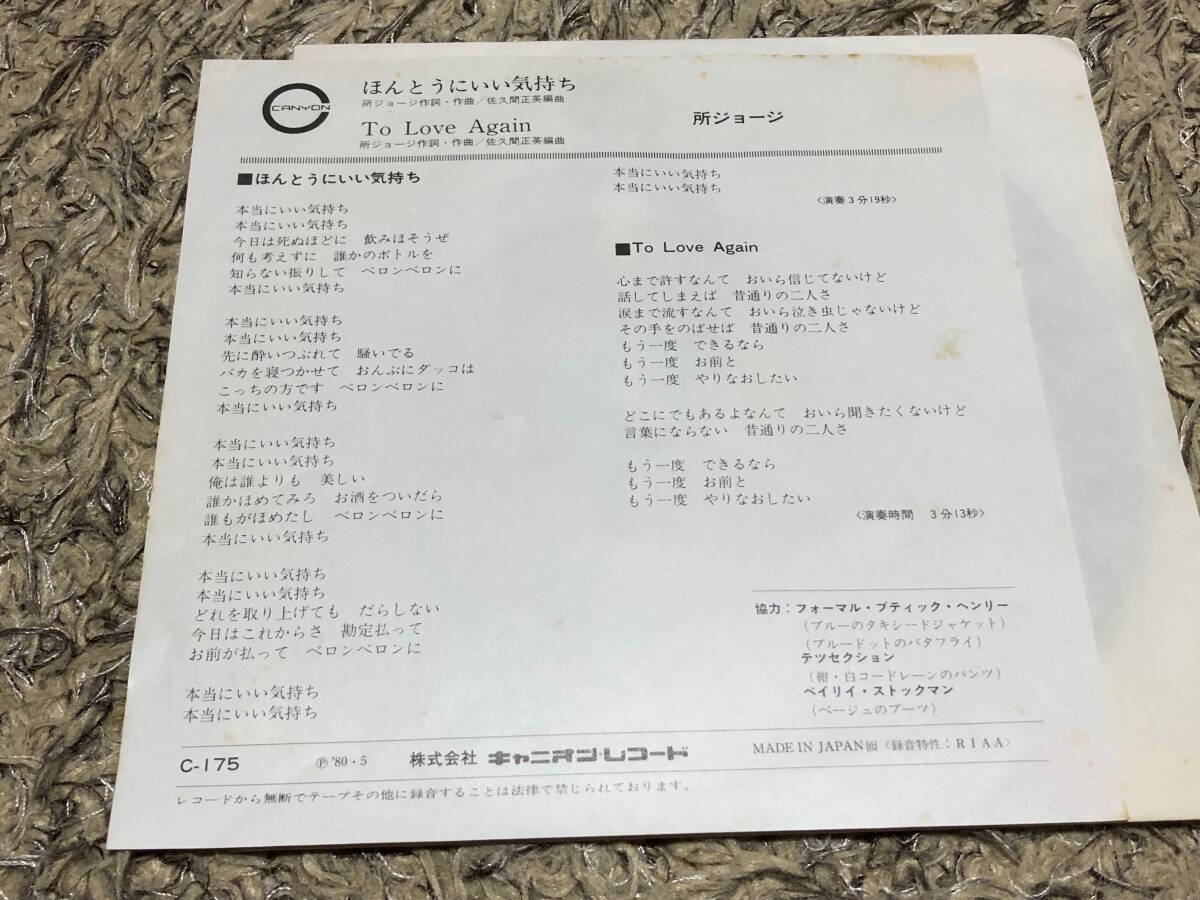 CANYON
ほんとうにいい気持ち
所ジョージ作詞・作曲／佐久間正英編曲
To Love Again
所ジョージ作詞・作曲／佐久間正英編曲
所ジョージ
■ほんとうにいい気持ち
本当にいい気持ち
本当にいい気持ち
今日は死ぬほどに 飲みほそうぜ
何も考えずに 誰かのボトルを
知らない振りして ベロンベロンに
本当にいい気持ち
本当にいい気持ち
本当にいい気持ち
先に酔いつぶれて 騒いでる
バカを寝つかせて おんぶにダッコは
こっちの方です ベロンベロンに
本当にいい気持ち
本当にいい気持ち
本当にいい気持ち
俺は誰よりも 美しい
誰かほめてみろ お酒をついだら
誰もがほめたし ベロンベロンに
本当にいい気持ち
本当にいい気持ち
本当にいい気持ち
どれを取り上げても だらしない
今日はこれからさ 勘定払って
お前が払って ベロンベロンに
本当にいい気持ち
本当にいい気持ち
本当にいい気持ち
本当にいい気持ち
〈演奏3分19秒〉
■To Love Again
心まで許すなんて おいら信じてないけど
話してしまえば 昔通りの二人さ
涙まで流すなんて おいら泣き虫じゃないけど
その手をのばせば 昔通りの二人さ
もう一度 できるなら
もう一度 お前と
もう一度 やりなおしたい
どこにでもあるよなんて おいら聞きたくないけど
言葉にならない 昔通りの二人さ
もう一度 できるなら
もう一度 お前と
もう一度 やりなおしたい
〈演奏時間 3分13秒〉
協力：フォーマル・ブティック・ヘンリー
（ブルーのタキシードジャケット）
（ブルードットのバタフライ）
テツセクション
（紺・白コードレーンのパンツ）
ベイリイ・ストックマン
（ベージュのブーツ）
C-175 Ⓟ'80・5 株式会社 キャニオン・レコード MADE IN JAPAN 〈録音特性：RIAA〉
レコードから無断でテープその他に録音することは法律で禁じられております。